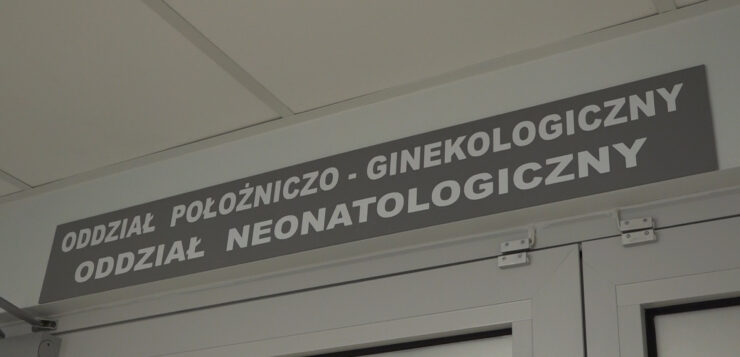 ODDZIAŁ POŁOŻNICZO - GINEKOLOGICZNY
ODDZIAŁ NEONATOLOGICZNY